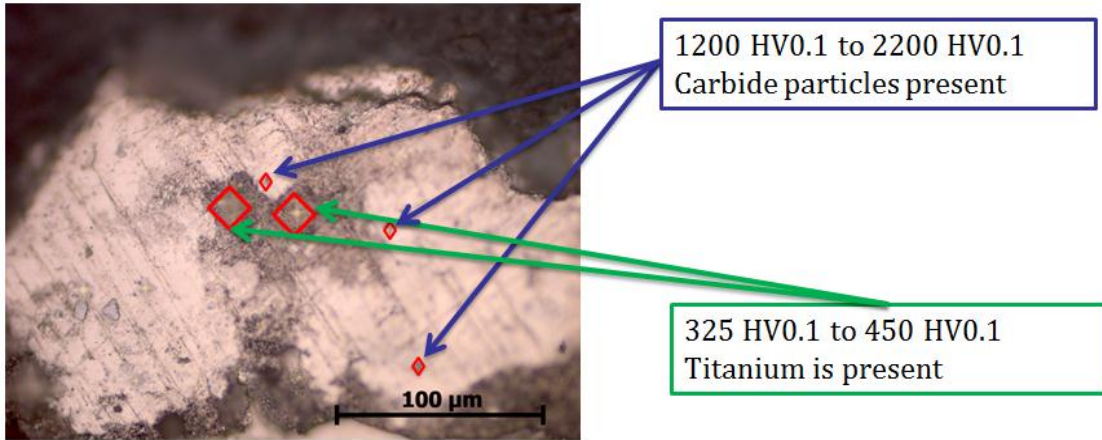 1200 HV0.1 to 2200 HV0.1
Carbide particles present
325 HV0.1 to 450 HV0.1
Titanium is present
100 µm